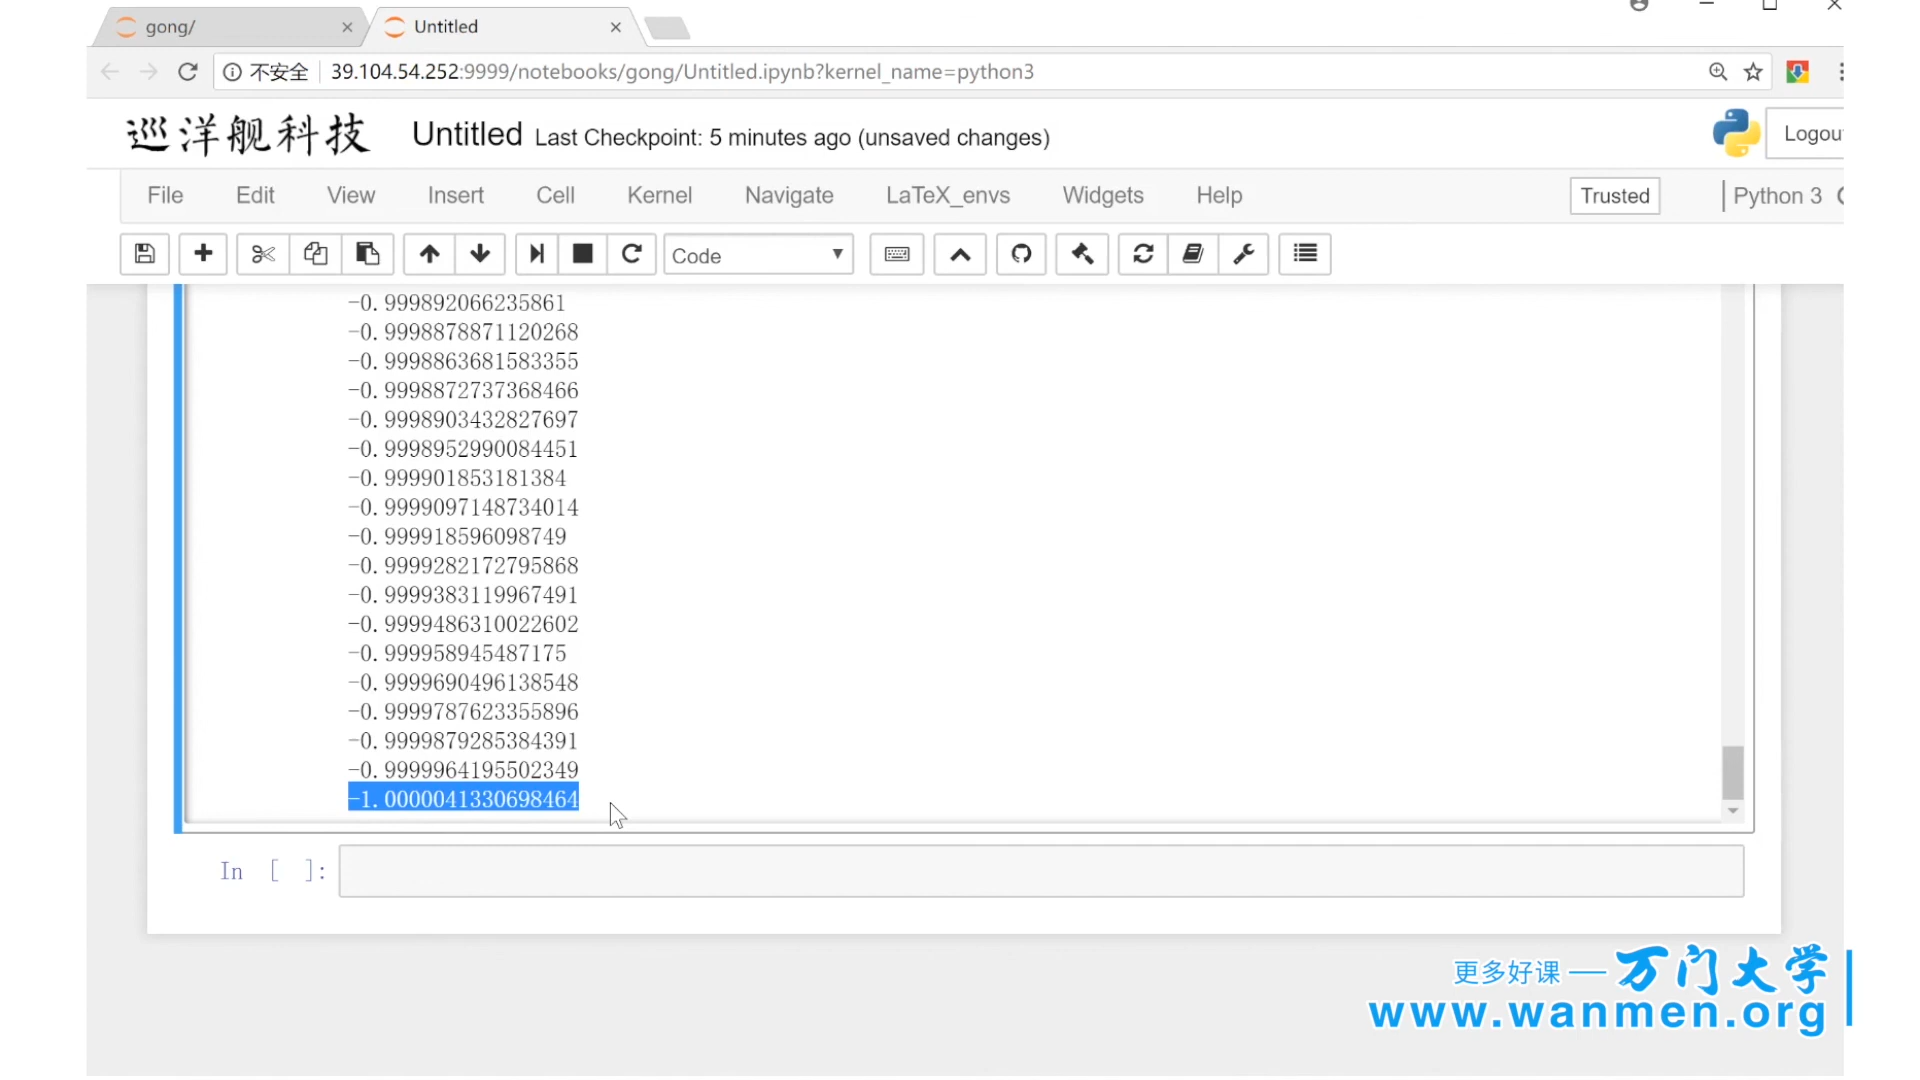 gong/
Untitled
不安全
39.104.54.252:9999/notebooks/gong/Untitled.ipynb?kernel_name=python3
巡洋舰科技
Untitled Last Checkpoint: 5 minutes ago (unsaved changes)
Logou
File Edit View Insert Cell Kernel Navigate LaTeX_envs Widgets Help
Trusted
Python 3
Code
-0.999892066235861
-0.9998878871120268
-0.9998863681583355
-0.9998872737368466
-0.9998903432827697
-0.9998952990084451
-0.999901853181384
-0.9999097148734014
-0.999918596098749
-0.9999282172795868
-0.9999383119967491
-0.9999486310022602
-0.999958945487175
-0.9999690496138548
-0.9999787623355896
-0.9999879285384391
-0.9999964195502349
-1.0000041330698464
In [ ]:
更多好课 — 万门大学
www.wanmen.org